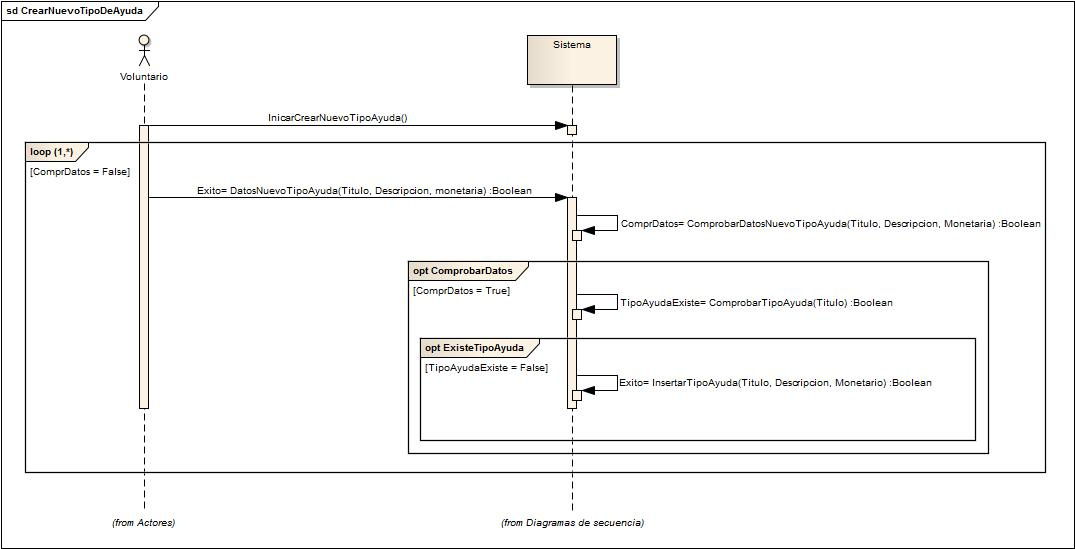 sd CrearNuevoTipoDeAyuda
Voluntario
Sistema
InicarCrearNuevoTipoAyuda()
loop (1,*)
[ComprDatos = False]
Exito= DatosNuevoTipoAyuda(Titulo, Descripcion, monetaria) :Boolean
ComprDatos= ComprobarDatosNuevoTipoAyuda(Titulo, Descripcion, Monetaria) :Boolean
opt ComprobarDatos
[ComprDatos = True]
TipoAyudaExiste= ComprobarTipoAyuda(Titulo) :Boolean
opt ExisteTipoAyuda
[TipoAyudaExiste = False]
Exito= InsertarTipoAyuda(Titulo, Descripcion, Monetario) :Boolean
(from Actores)
(from Diagramas de secuencia)